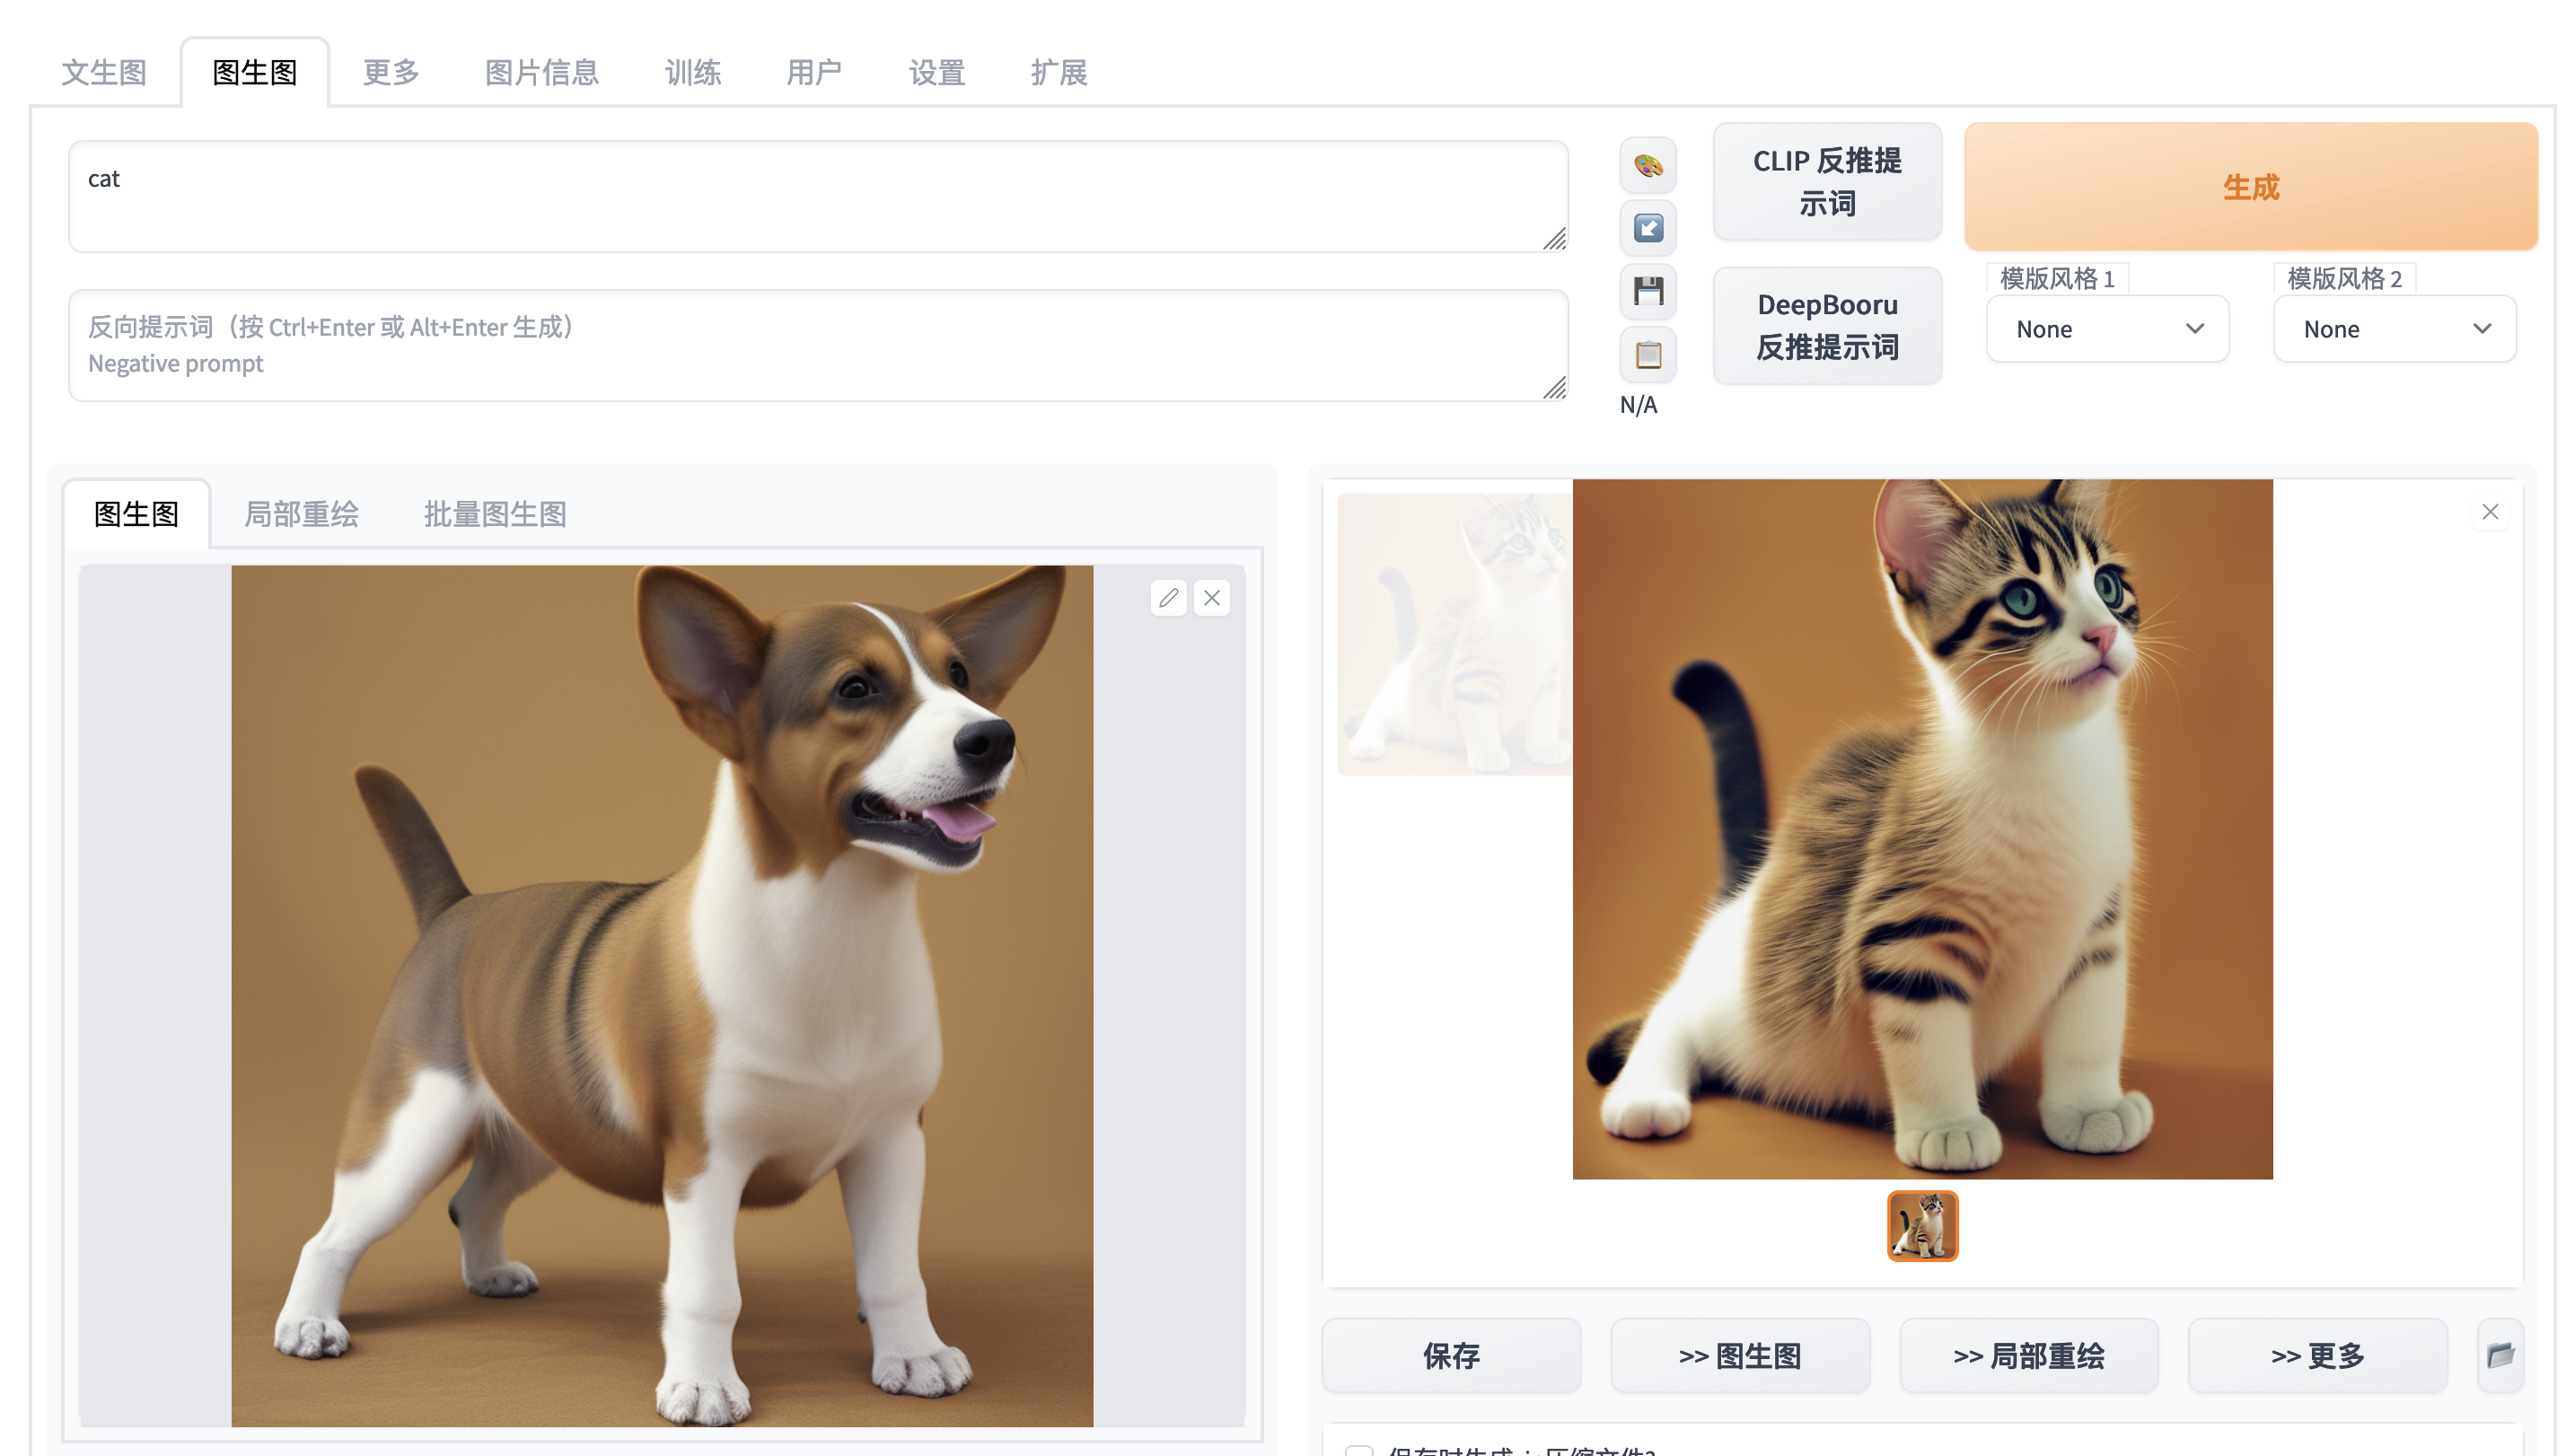 文生图
图生图
更多
图片信息
训练
用户
设置
扩展
cat
反向提示词（按 Ctrl+Enter 或 Alt+Enter 生成）
Negative prompt
N/A
CLIP 反推提
示词
DeepBooru
反推提示词
生成
模版风格 1
模版风格 2
None
None
图生图
局部重绘
批量图生图
保存
>> 图生图
>> 局部重绘
>> 更多